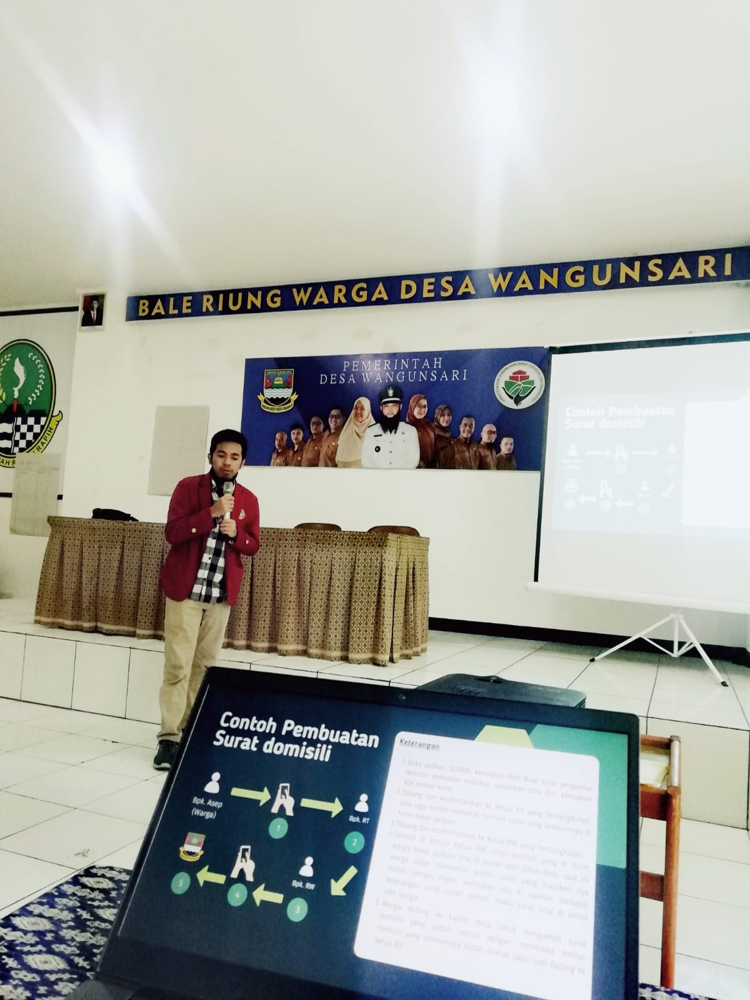 BALE RIUNG WARGA DESA WANGUNSARI
PEMERINTAH
DESA WANGUNSARI
RAPIH
Contoh Pembuatan
Surat domisili
Contoh Pembuatan
Surat domisili
Bpk. Asep
(Warga)
1
Bpk. RT
2
Bpk. RW
3
4
5
Keterangan
1. Buka aplikasi SUSARI, kemudian Pilih Buat surat pengantar
domisili, kemudian masukan sesuaikan data diri, kemudian
klik tombol kirim.
2. Datang dan konfirmasikan ke Ketua RT yang bersangkutan,
bisa juga sambil mencetak formulir surat yang sebelumnya di
kirim lewat aplikasi.
3. Datang dan konfirmasikan ke Ketua RW yang bersangkutan.
4. Setelah di setujui Ketua RW surat domisili yang di kirim
warga lewat aplikasi bisa di proses oleh pihak desa, saat ini
warga dapat memantau proses surat yang diajukan nya
sudah sampai mana, kemudian jika di aplikasi terdapat
keterangan surat sudah selesai, maka surat bisa di ambil
oleh warga.
5. Warga datang ke kantor desa untuk mengambil surat
domisili yang sudah selesai dengan membawa lembar
formulir yang sebelumnya sudah dicetak pada saat datang ke
ketua RT.